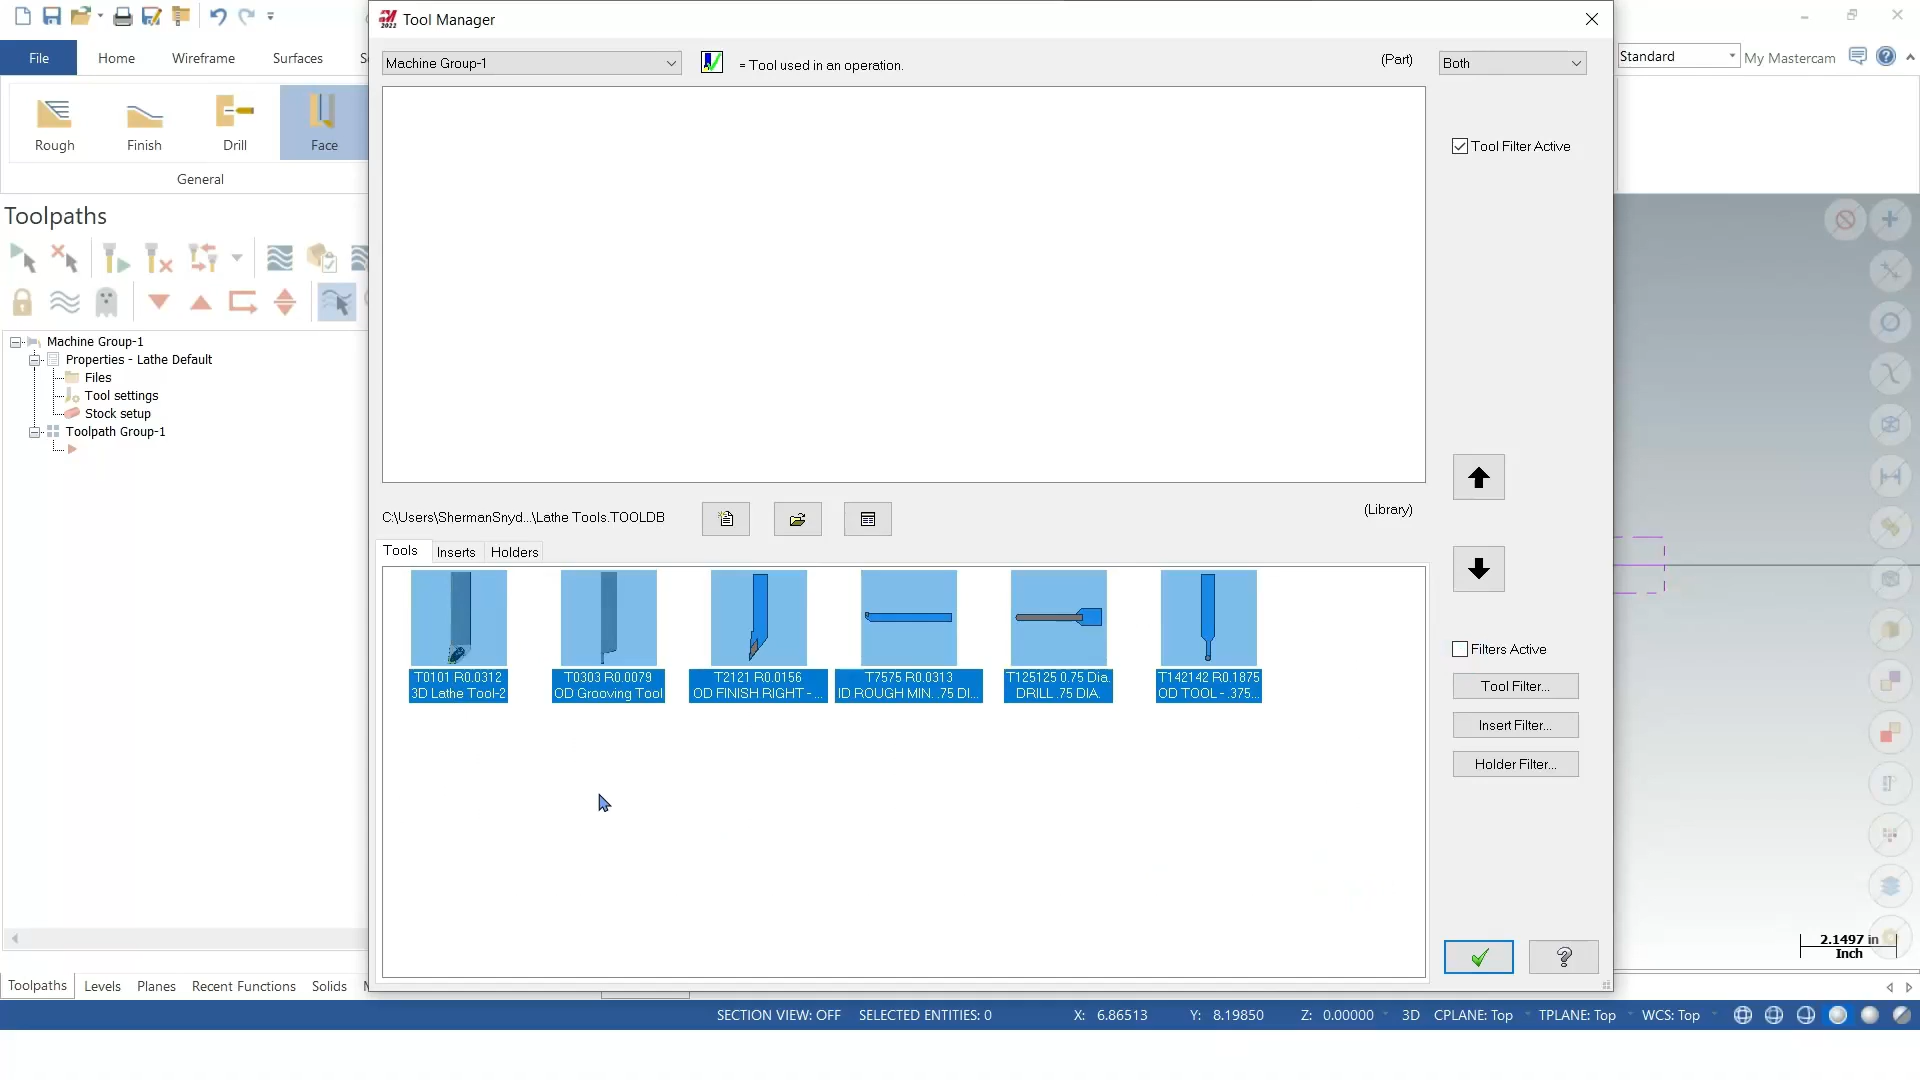 2022 Tool Manager
File
Home
Wireframe
Surfaces
S
Standard
My Mastercam
Machine Group-1
= Tool used in an operation.
(Part)
Both
Rough
Finish
Drill
Face
General
Tool Filter Active
Toolpaths
Machine Group-1
Properties - Lathe Default
Files
Tool settings
Stock setup
Toolpath Group-1
C:\Users\ShermanSnyd...\Lathe Tools.TOOLDB
(Library)
Tools
Inserts
Holders
T0101 R0.0312
3D Lathe Tool-2
T0303 R0.0079
OD Grooving Tool
T2121 R0.0156
OD FINISH RIGHT - ...
T7575 R0.0313
ID ROUGH MIN. .75 DI...
T125125 0.75 Dia.
DRILL .75 DIA.
T142142 R0.1875
OD TOOL - .375...
Filters Active
Tool Filter...
Insert Filter...
Holder Filter...
2.1497 in
Inch
Toolpaths
Levels
Planes
Recent Functions
Solids
SECTION VIEW: OFF
SELECTED ENTITIES: 0
X: 6.86513
Y: 8.19850
Z: 0.00000
3D
CPLANE: Top
TPLANE: Top
WCS: Top